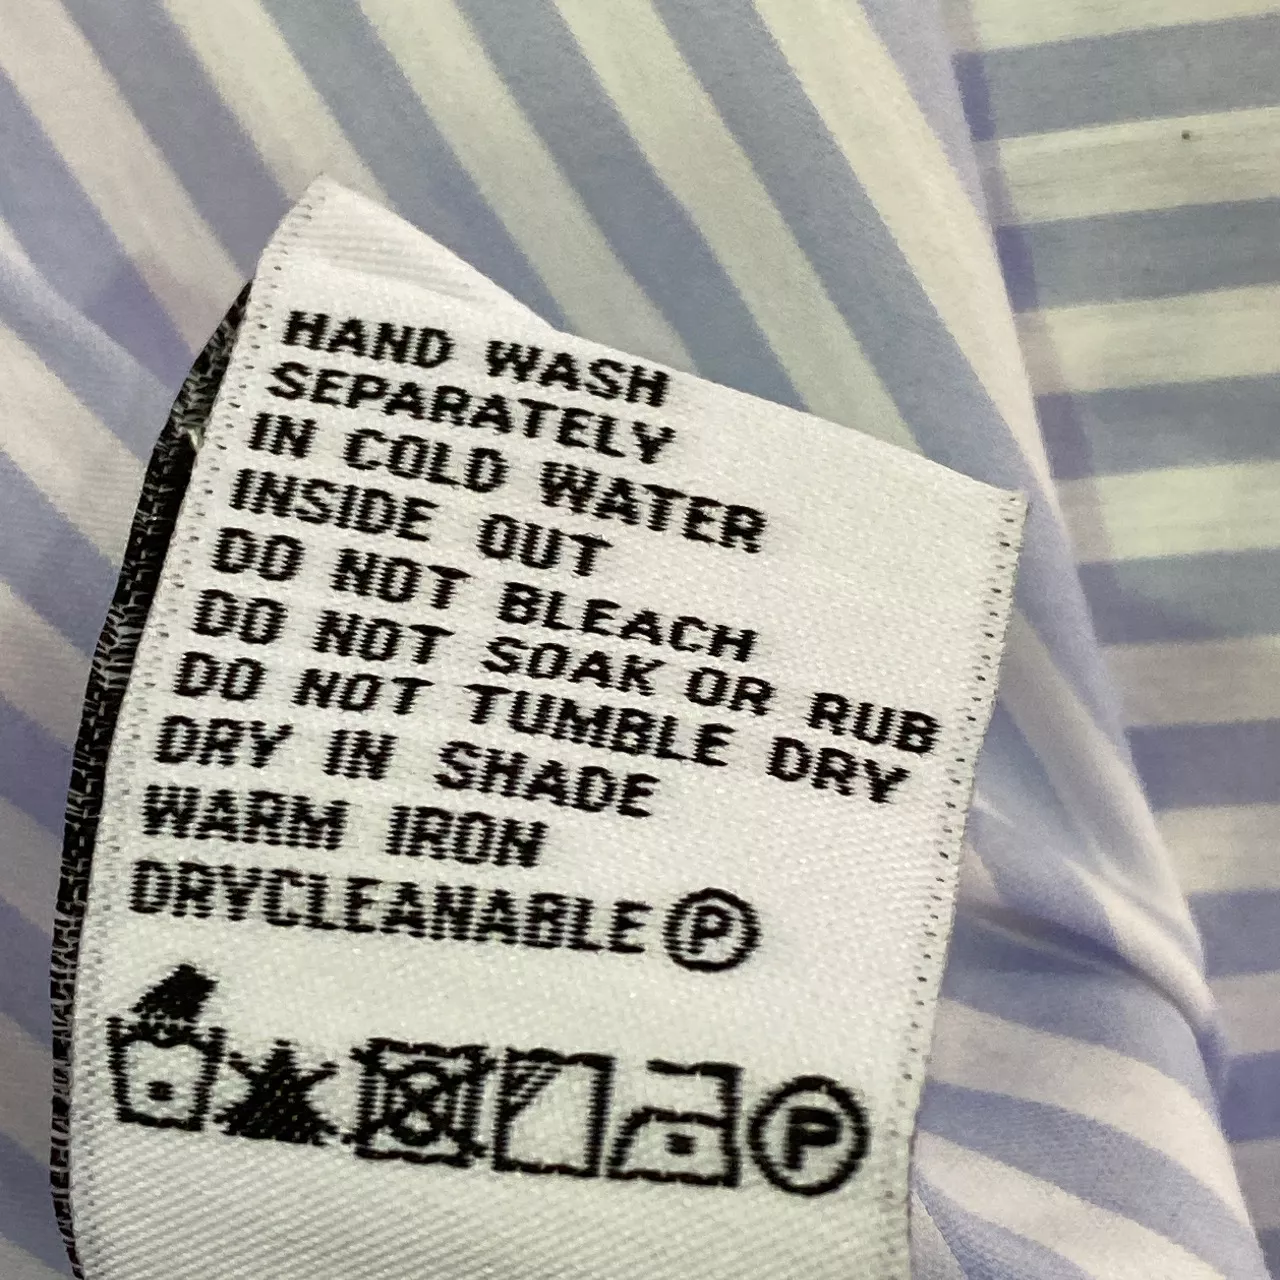 HAND WASH
SEPARATELY
IN COLD WATER
INSIDE OUT
DO NOT BLEACH
DO NOT SOAK OR RUB
DO NOT TUMBLE DRY
DRY IN SHADE
WARM IRON
DRYCLEANABLE Ⓟ
Ⓟ